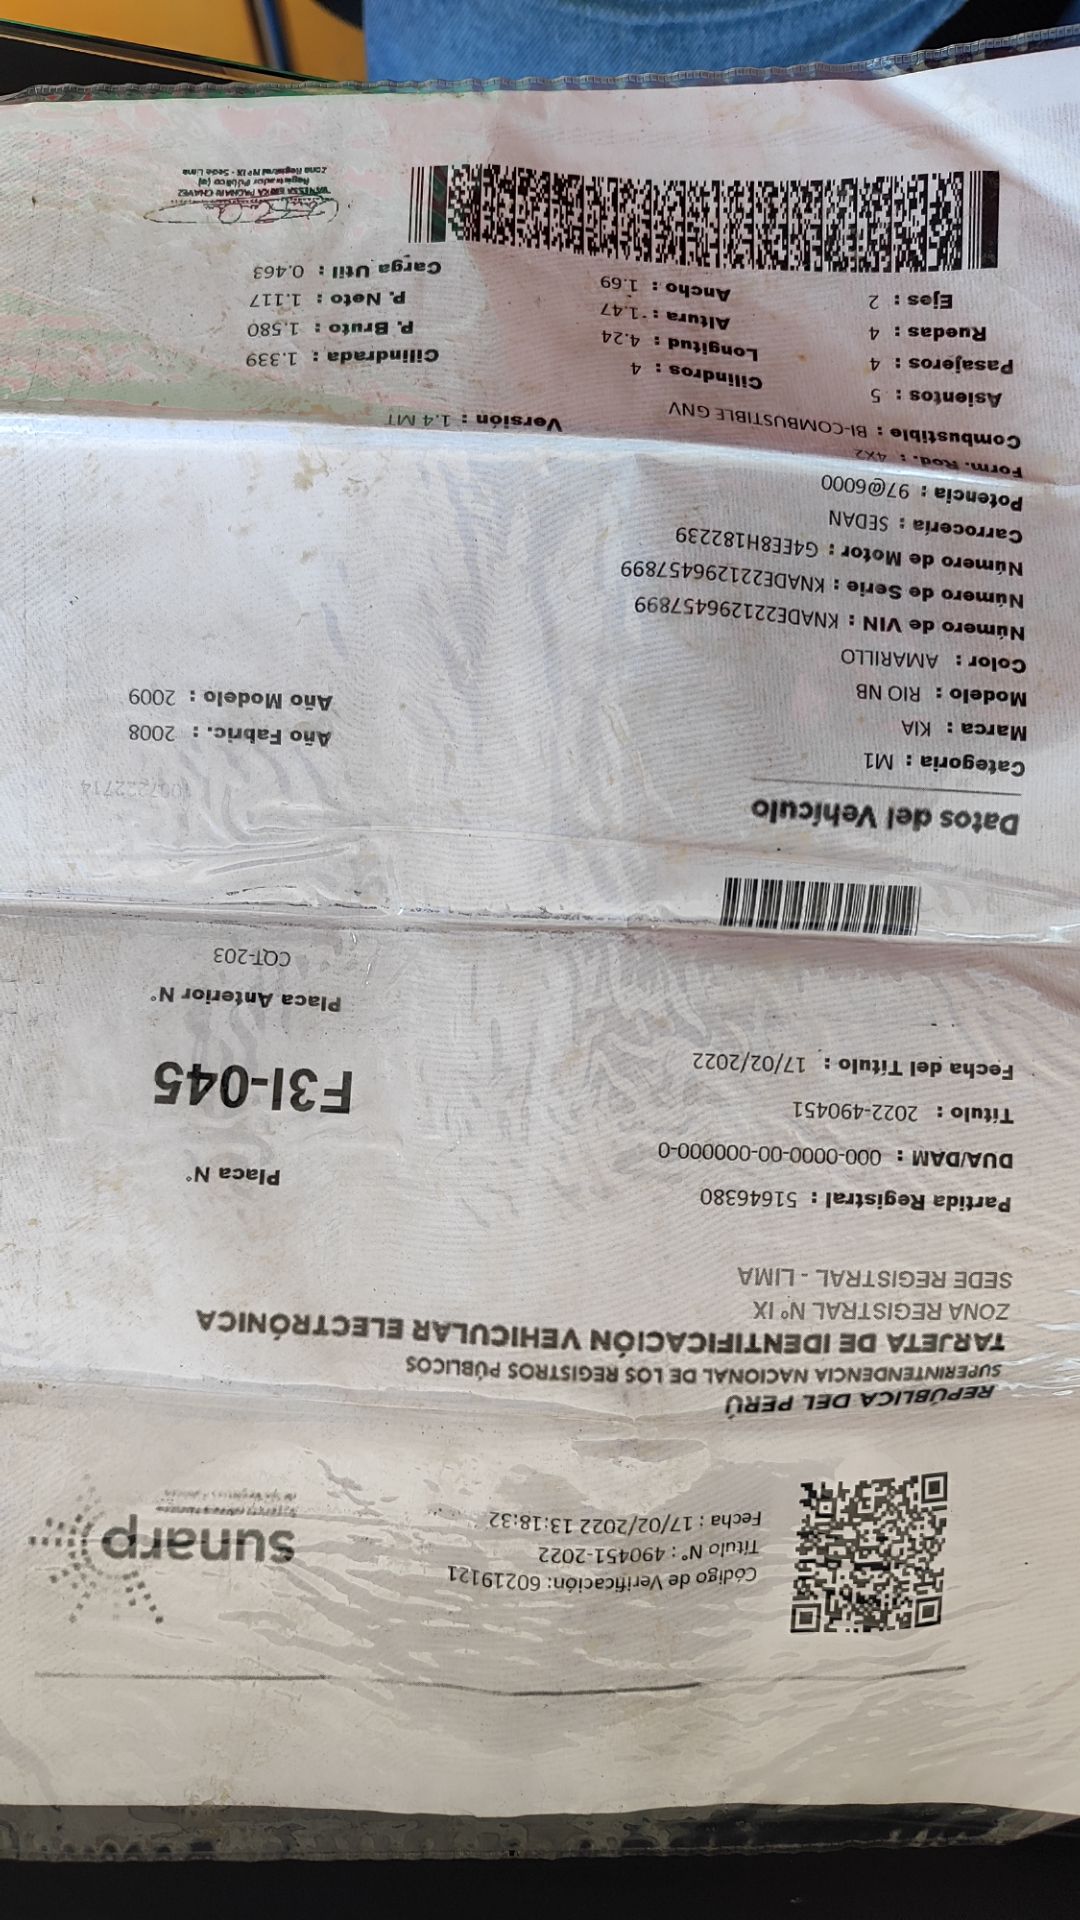 sunarp
Código de Verificación: 60219121
Título N° : 490451-2022
Fecha : 17/02/2022 13:18:32
REPÚBLICA DEL PERÚ
SUPERINTENDENCIA NACIONAL DE LOS REGISTROS PÚBLICOS
TARJETA DE IDENTIFICACIÓN VEHICULAR ELECTRÓNICA
ZONA REGISTRAL N° IX
SEDE REGISTRAL - LIMA
Partida Registral : 51646380
DUA/DAM : 000-0000-00-000000-0
Título : 2022-490451
Fecha del Título : 17/02/2022
Placa N°
F3I-045
Placa Anterior N°
CQT-203
Datos del Vehículo
Categoría : M1
Marca : KIA
Año Fabric. : 2008
Modelo : RIO NB
Año Modelo : 2009
Color : AMARILLO
Número de VIN : KNADE221296457899
Número de Serie : KNADE221296457899
Número de Motor : G4EE8H182239
Carrocería : SEDAN
Potencia : 97@6000
Form. Rod. : 4X2
Combustible : BI-COMBUSTIBLE GNV
Versión : 1.4 MT
Asientos : 5
Cilindros : 4
Cilindrada : 1.339
Pasajeros : 4
Longitud : 4.24
P. Bruto : 1.580
Ruedas : 4
Altura : 1.47
P. Neto : 1.117
Ejes : 2
Ancho : 1.69
Carga Util : 0.463
Registrador Público (e)
Zona Registral N° IX - Sede Lima